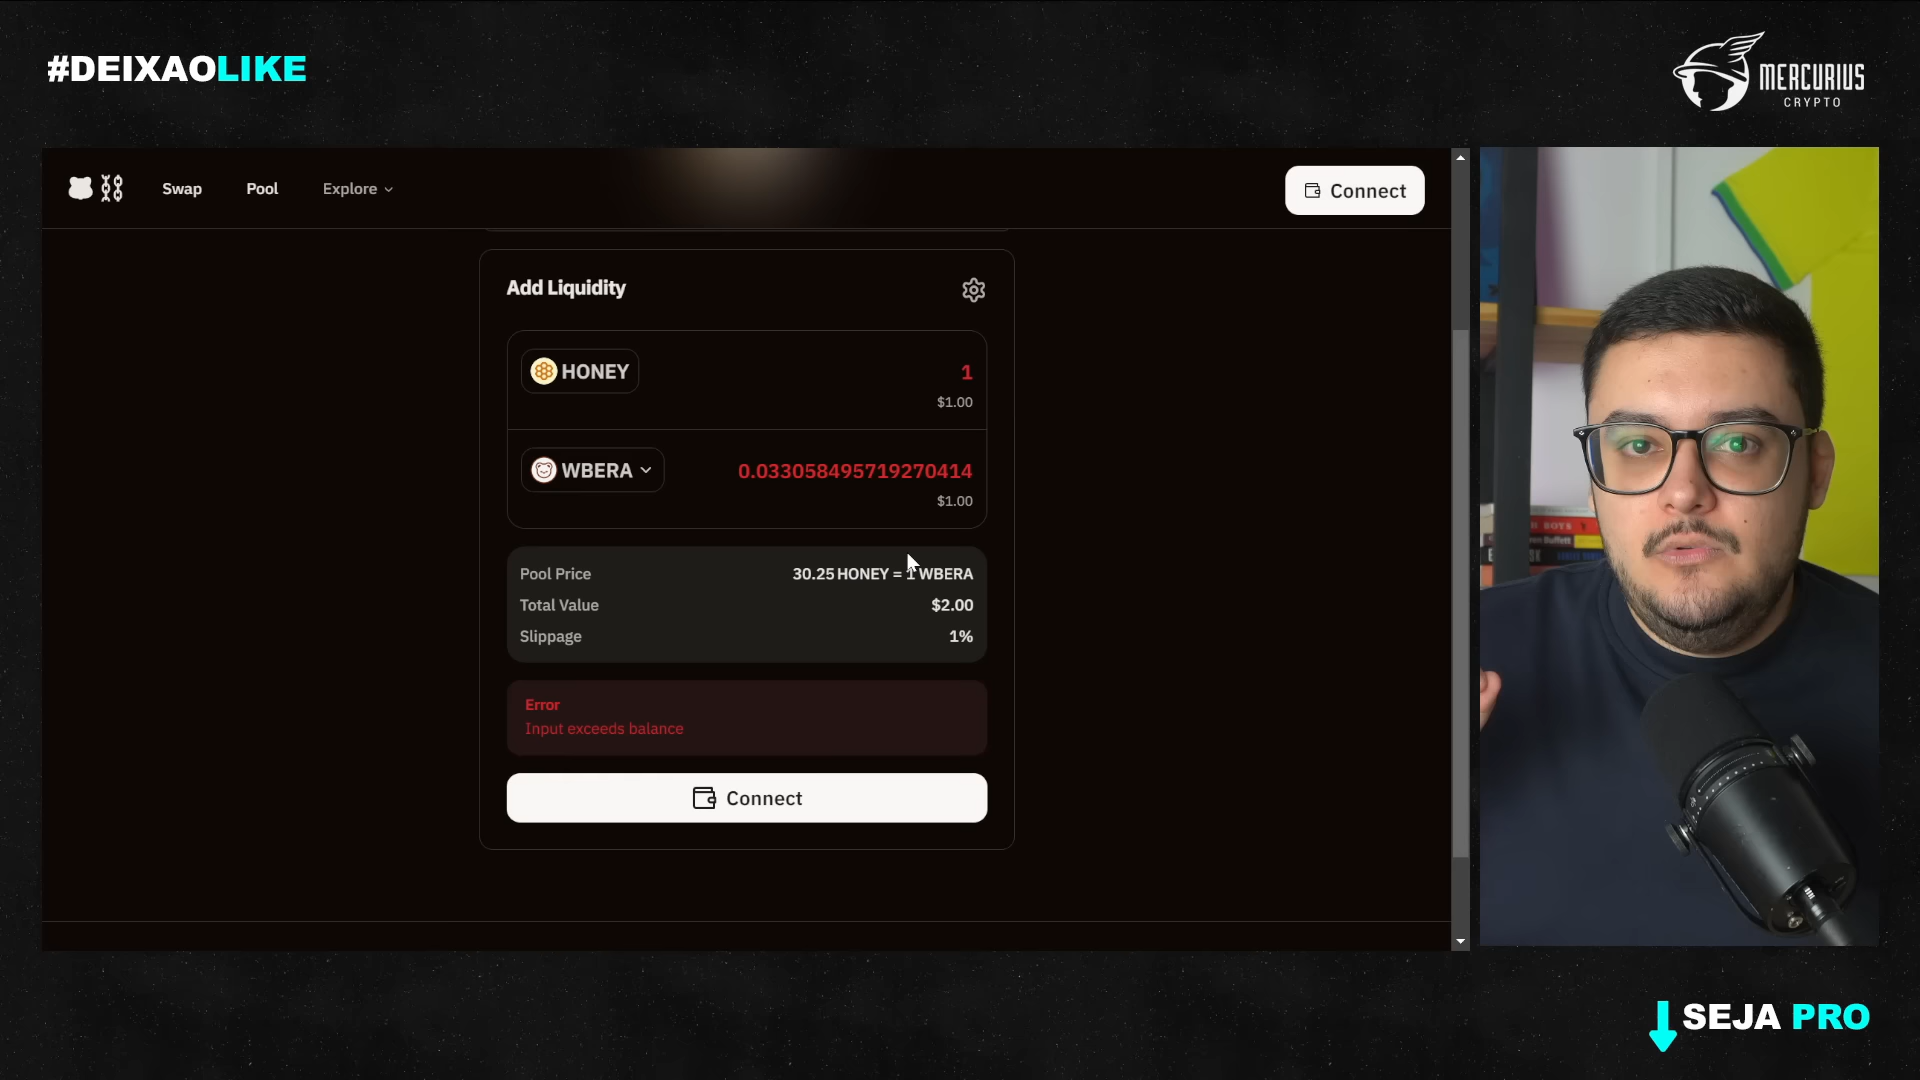 #DEIXAOLIKE
MERCURIUS
CRYPTO
Swap
Pool
Explore
Connect
Add Liquidity
HONEY
1
$1.00
WBERA
0.033058495719270414
$1.00
Pool Price
30.25 HONEY = 1 WBERA
Total Value
$2.00
Slippage
1%
Error
Input exceeds balance
Connect
BOYS
Buffett
SEJA PRO